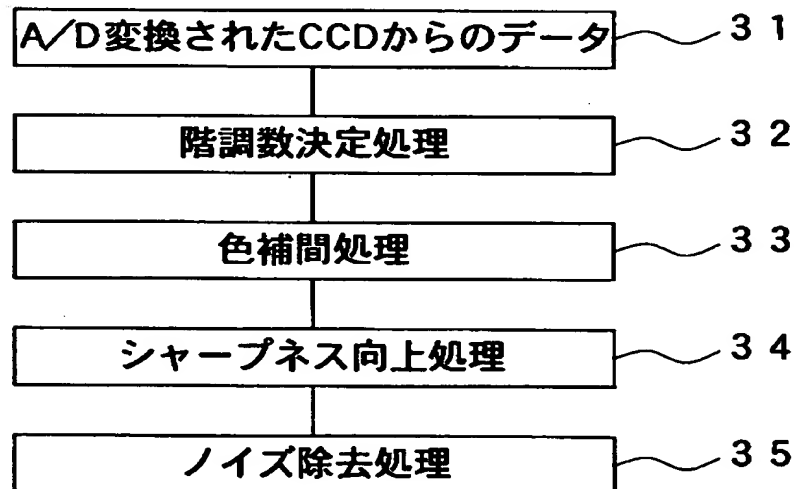 A/D変換されたCCDからのデータ 31
階調数決定処理 32
色補間処理 33
シャープネス向上処理 34
ノイズ除去処理 35